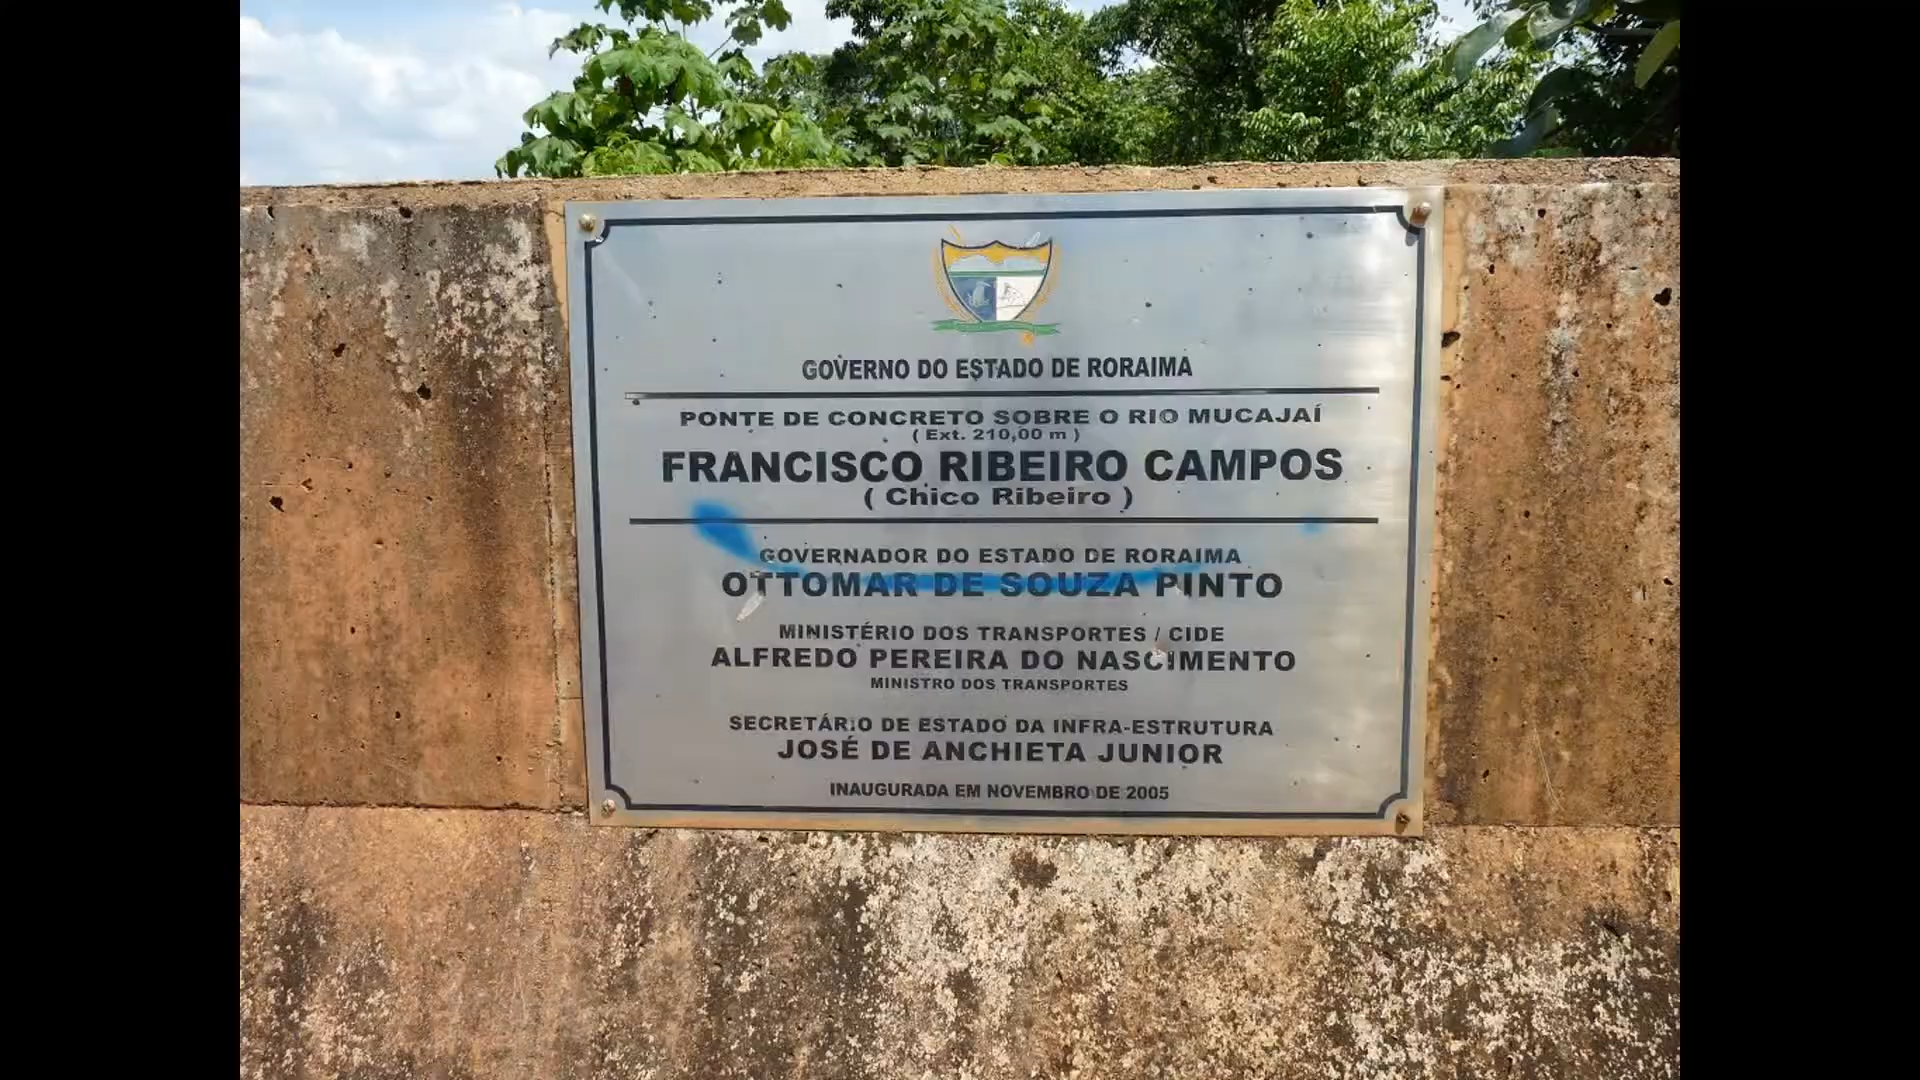 GOVERNO DO ESTADO DE RORAIMA
PONTE DE CONCRETO SOBRE O RIO MUCAJAÍ
( Ext. 210,00 m )
FRANCISCO RIBEIRO CAMPOS
( Chico Ribeiro )
GOVERNADOR DO ESTADO DE RORAIMA
OTTOMAR DE SOUZA PINTO
MINISTÉRIO DOS TRANSPORTES / CIDE
ALFREDO PEREIRA DO NASCIMENTO
MINISTRO DOS TRANSPORTES
SECRETÁRIO DE ESTADO DA INFRA-ESTRUTURA
JOSÉ DE ANCHIETA JUNIOR
INAUGURADA EM NOVEMBRO DE 2005